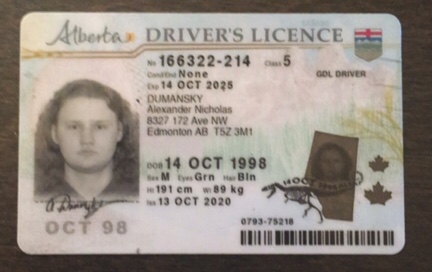 Alberta DRIVER'S LICENCE
No 166322-214 Class 5
Cond/End None GDL DRIVER
Exp 14 OCT 2025
DUMANSKY
Alexander Nicholas
8327 172 Ave NW
Edmonton AB T5Z 3M1
DOB 14 OCT 1998
Sex M Eyes Grn Hair Bln
Ht 191 cm Wt 89 kg
Iss 13 OCT 2020
OCT 98
0793-75218